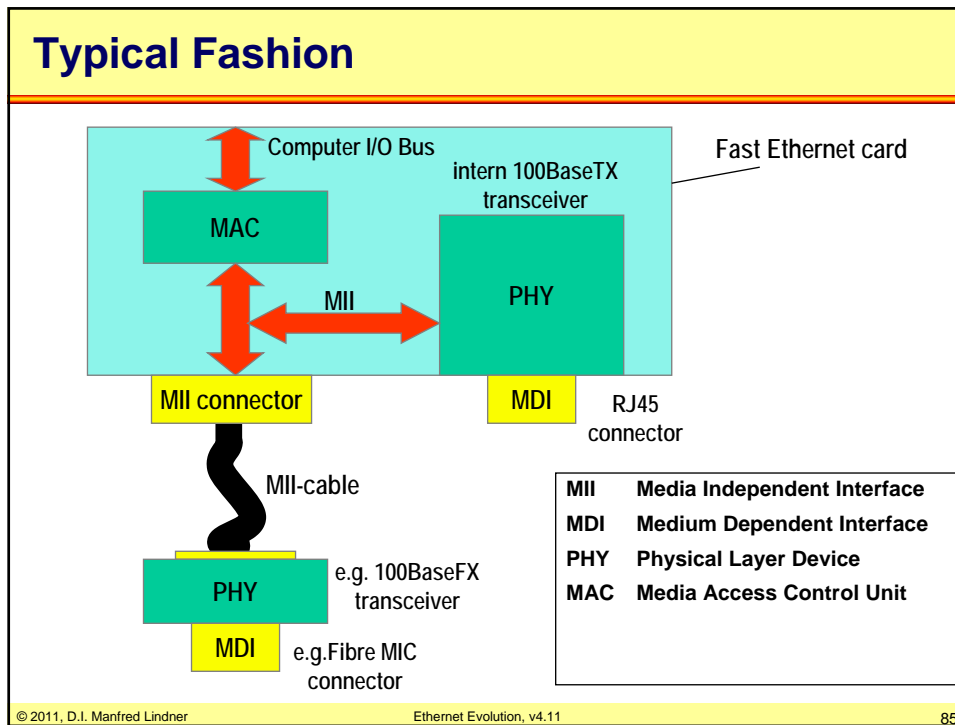 Typical Fashion
Computer I/O Bus
Fast Ethernet card
intern 100BaseTX
transceiver
MAC
MII
PHY
MII connector
MDI
RJ45
connector
MII-cable
MII Media Independent Interface
MDI Medium Dependent Interface
PHY Physical Layer Device
MAC Media Access Control Unit
PHY
e.g. 100BaseFX
transceiver
MDI
e.g.Fibre MIC
connector
© 2011, D.I. Manfred Lindner
Ethernet Evolution, v4.11
85